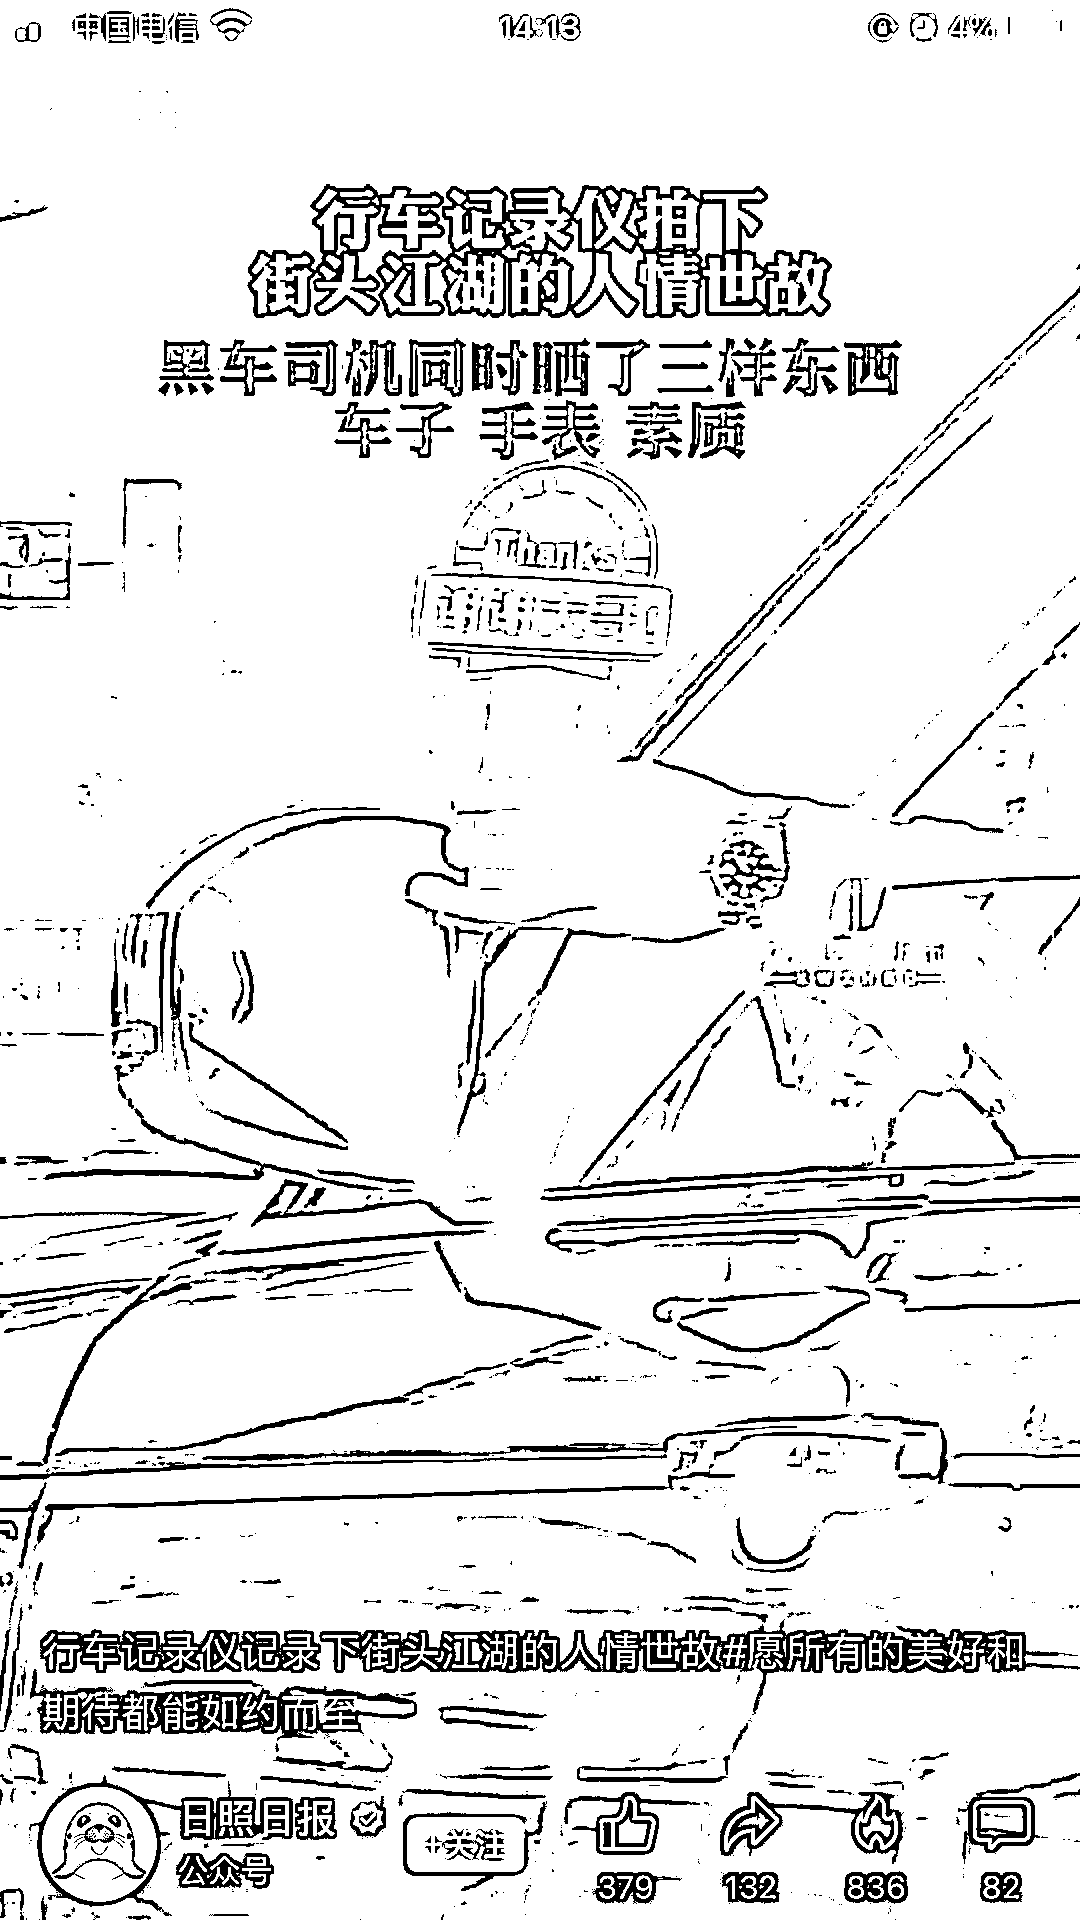 中国电信 14:13 4%
行车记录仪拍下
街头江湖的人情世故
黑车司机同时晒了三样东西
车子 手表 素质
Thanks
谢谢大哥!
行车记录仪记录下街头江湖的人情世故#愿所有的美好和
期待都能如约而至
日照日报
公众号
+关注
379 132 836 82